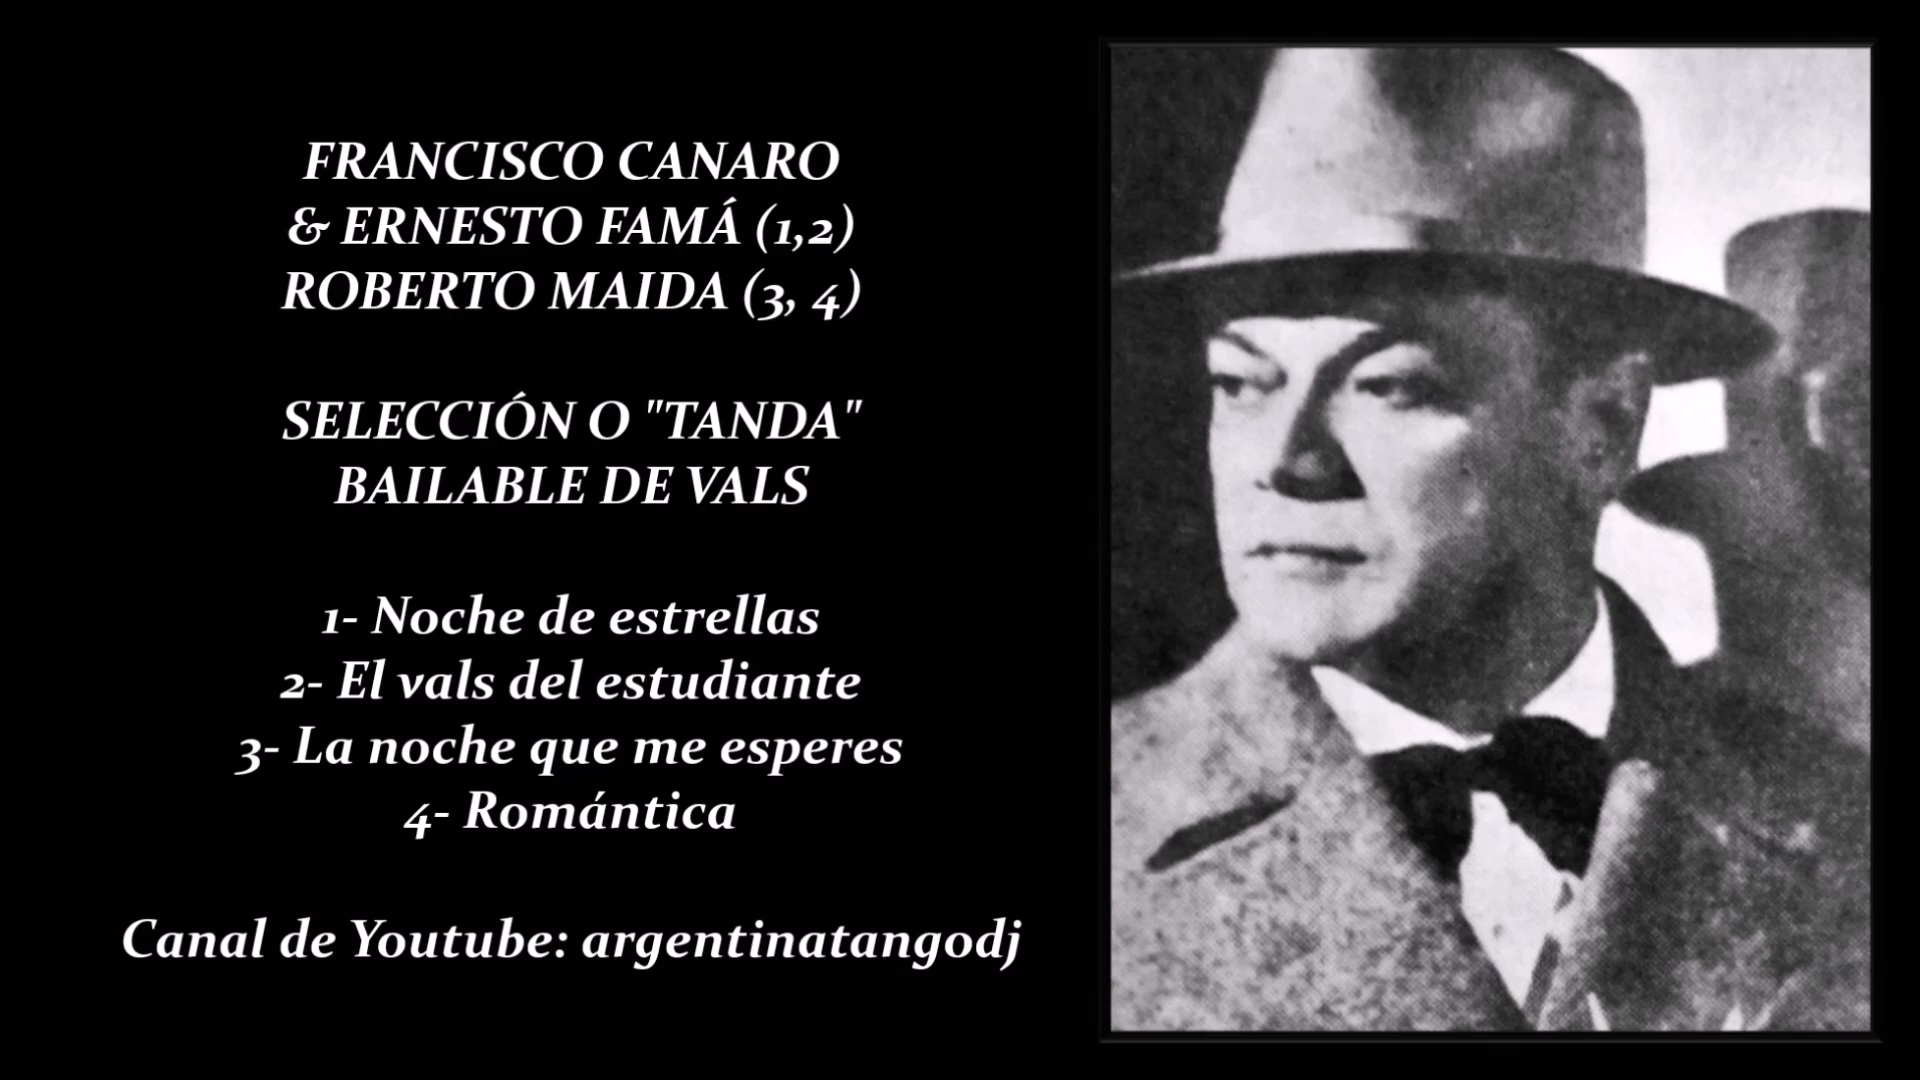 FRANCISCO CANARO
& ERNESTO FAMÁ (1,2)
ROBERTO MAIDA (3, 4)
SELECCIÓN O "TANDA"
BAILABLE DE VALS
1- Noche de estrellas
2- El vals del estudiante
3- La noche que me esperes
4- Romántica
Canal de Youtube: argentinatangodj